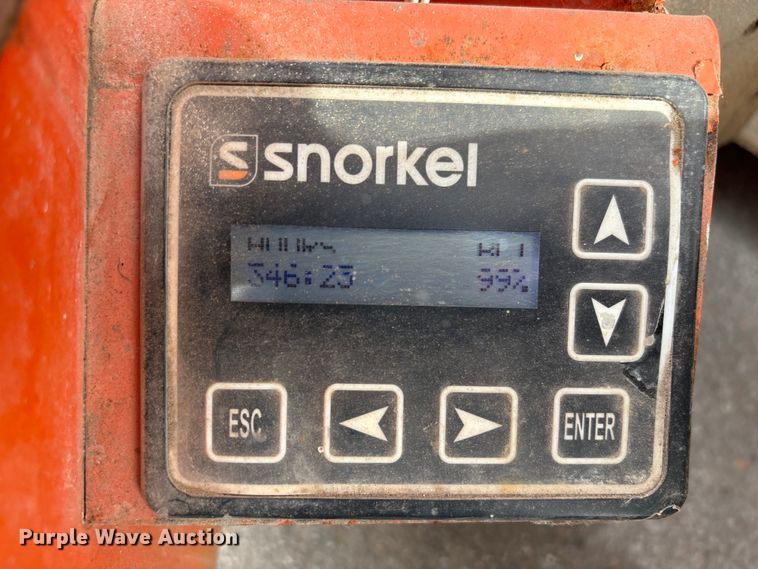 S snorkel
346:23 99%
ESC ENTER
Purple Wave Auction